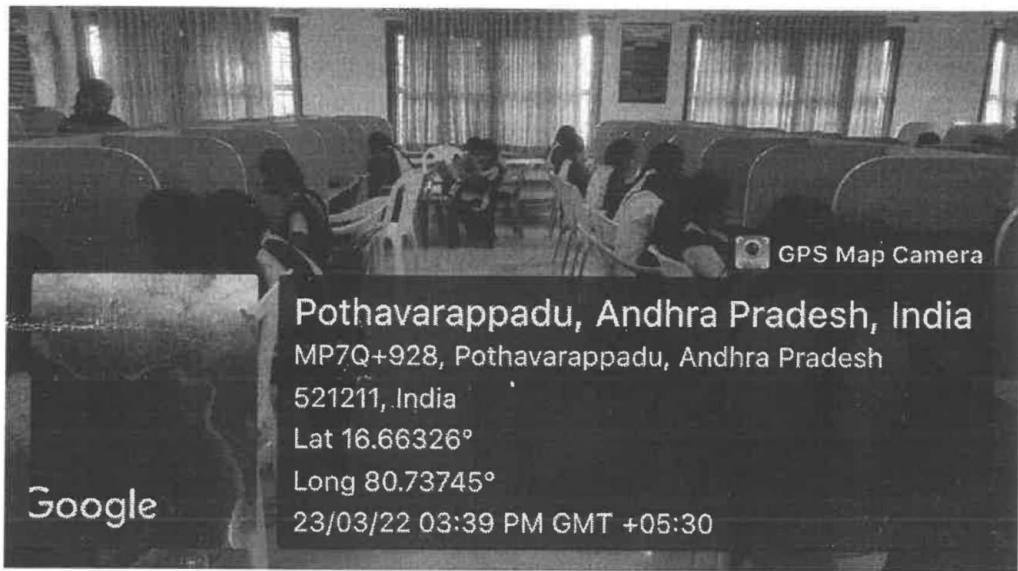 GPS Map Camera
Pothavarappadu, Andhra Pradesh, India
MP7Q+928, Pothavarappadu, Andhra Pradesh
521211, India
Lat 16.66326°
Long 80.73745°
23/03/22 03:39 PM GMT +05:30
Google